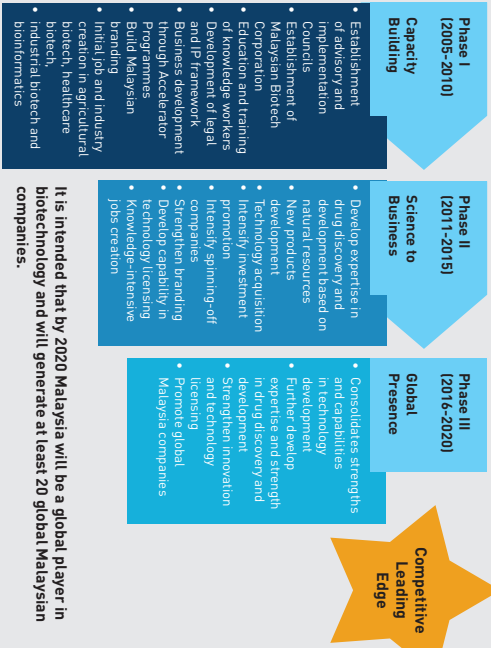 Phase I
(2005-2010)
Capacity
Building
• Establishment
of advisory and
implementation
Councils
• Establishment of
Malaysian Biotech
Corporation
• Education and training
of knowledge workers
• Development of legal
and IP framework
• Business development
through Accelerator
Programmes
• Build Malaysian
branding
• Initial job and industry
creation in agricultural
biotech, healthcare
biotech,
• industrial biotech and
bioinformatics
Phase II
(2011-2015)
Science to
Business
• Develop expertise in
drug discovery and
development based on
natural resources
• New products
development
• Technology acquisition
• Intensify investment
promotion
• Intensify spinning-off
companies
• Strengthen branding
• Develop capability in
technology licensing
• Knowledge-intensive
jobs creation
Phase III
(2016-2020)
Global
Presence
• Consolidates strengths
and capabilities
in technology
development
• Further develop
expertise and strength
in drug discovery and
development
• Strengthen innovation
and technology
licensing
• Promote global
Malaysia companies
Competitive
Leading
Edge
It is intended that by 2020 Malaysia will be a global player in
biotechnology and will generate at least 20 global Malaysian
companies.